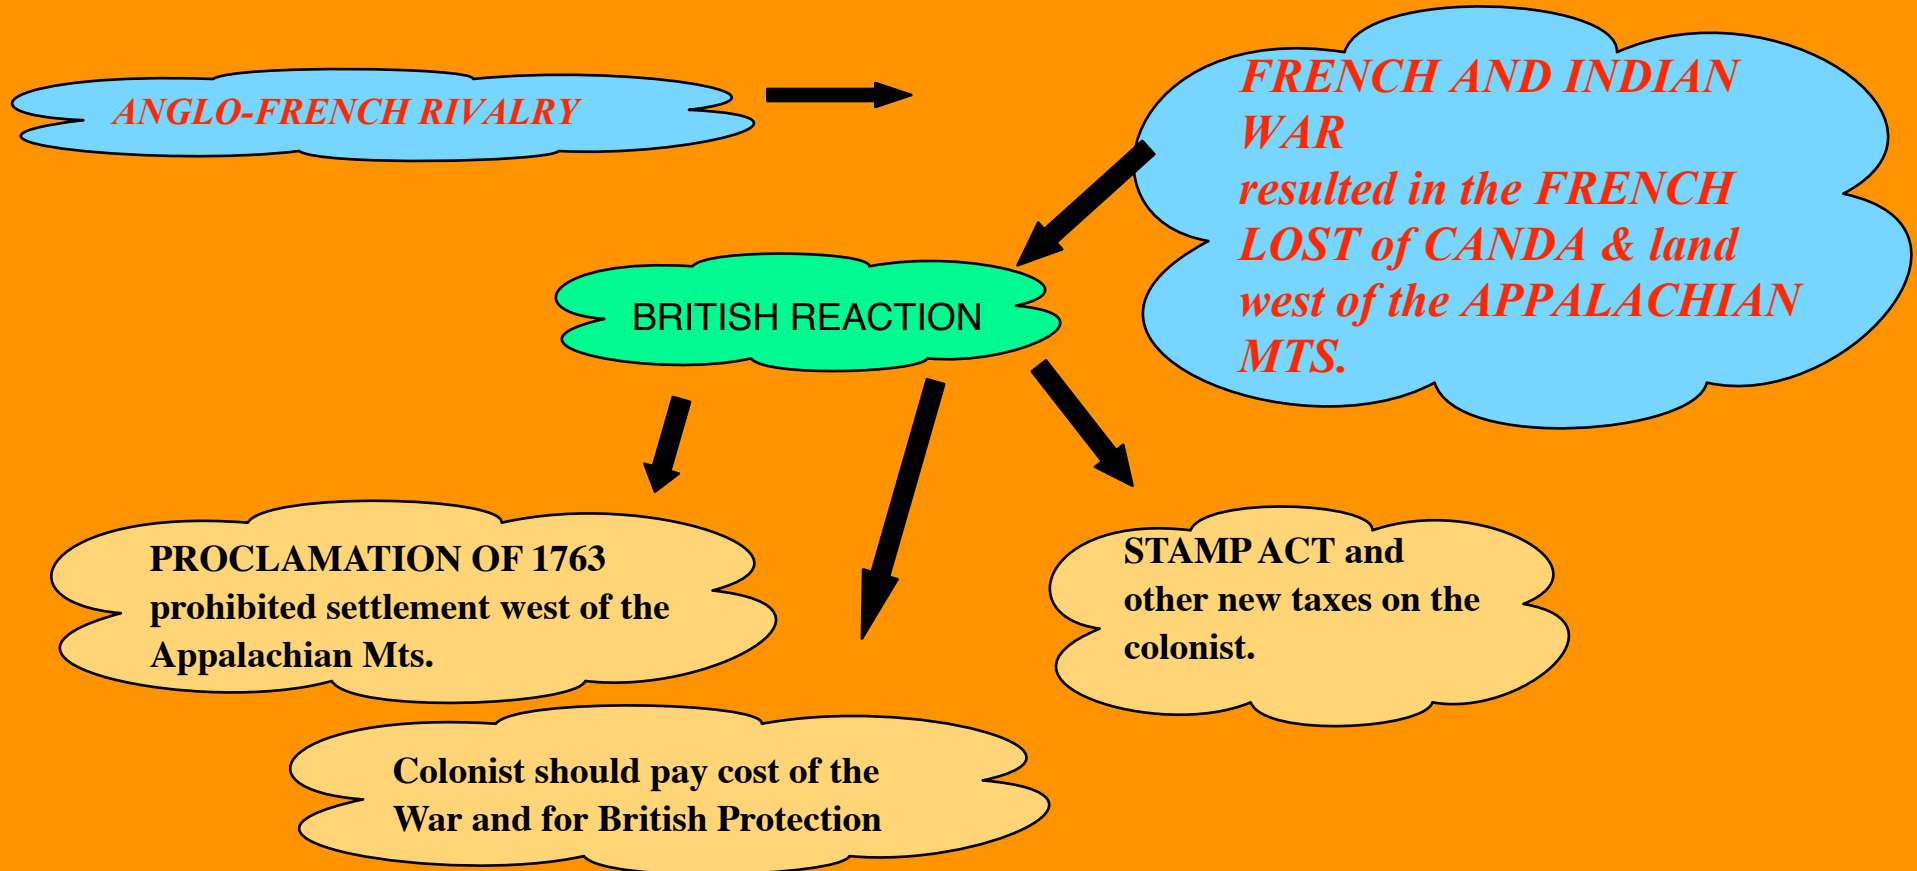 ANGLO-FRENCH RIVALRY
FRENCH AND INDIAN
WAR
resulted in the FRENCH
LOST of CANDA & land
west of the APPALACHIAN
MTS.
BRITISH REACTION
PROCLAMATION OF 1763
prohibited settlement west of the
Appalachian Mts.
STAMP ACT and
other new taxes on the
colonist.
Colonist should pay cost of the
War and for British Protection